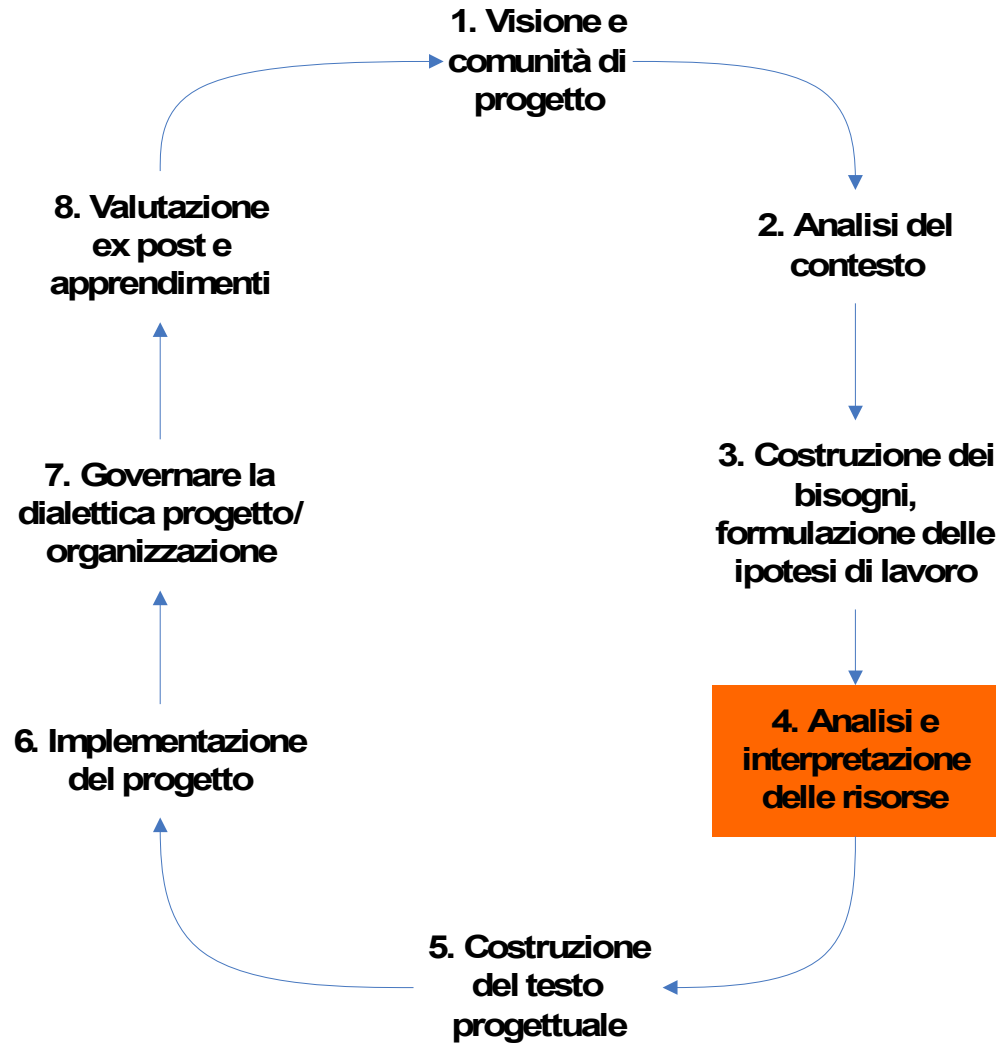 1. Visione e
comunità di
progetto
2. Analisi del
contesto
3. Costruzione dei
bisogni,
formulazione delle
ipotesi di lavoro
4. Analisi e
interpretazione
delle risorse
5. Costruzione
del testo
progettuale
6. Implementazione
del progetto
7. Governare la
dialettica progetto/
organizzazione
8. Valutazione
ex post e
apprendimenti